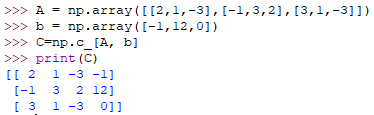 >>> A = np.array([[2,1,-3],[-1,3,2],[3,1,-3]])
>>> b = np.array([-1,12,0])
>>> C=np.c_[A, b]
>>> print(C)
[[ 2  1 -3 -1]
 [-1  3  2 12]
 [ 3  1 -3  0]]